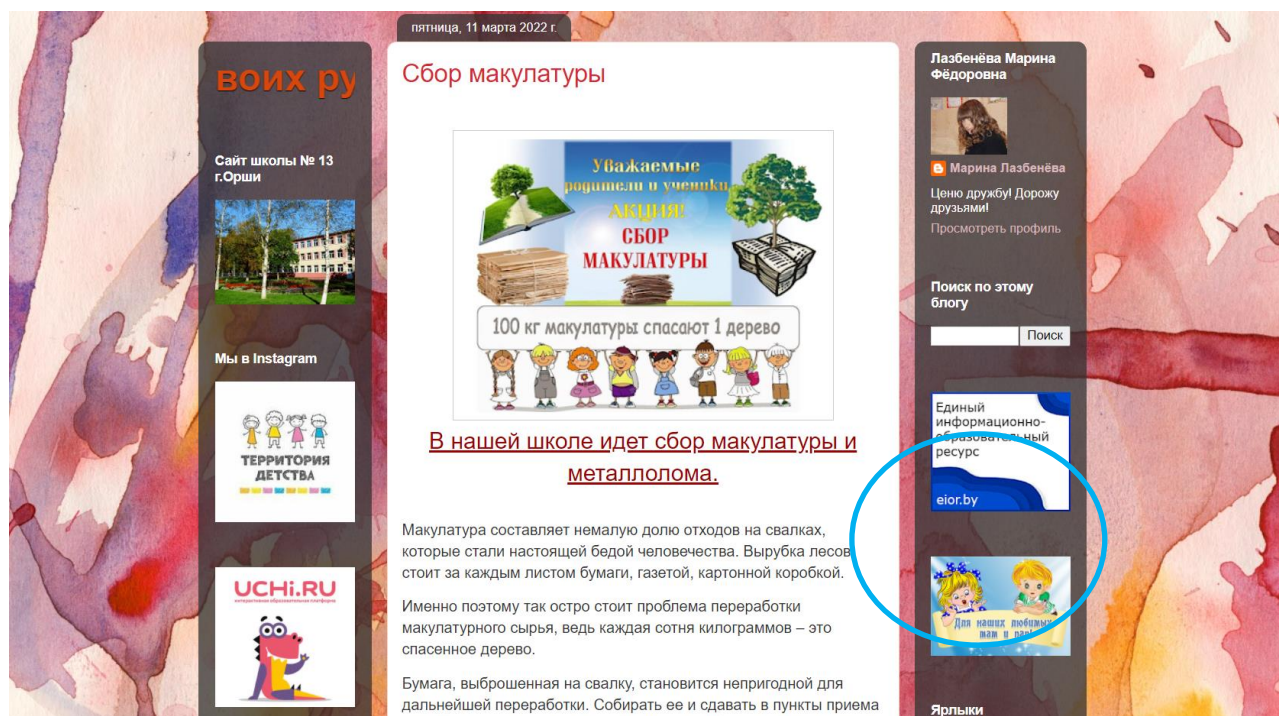 пятница, 11 марта 2022 г.
воих ру
Сайт школы № 13
г.Орши
Мы в Instagram
ТЕРРИТОРИЯ
ДЕТСТВА
UCHi.RU
интерактивная образовательная платформа
Сбор макулатуры
Уважаемые
родители и ученики
АКЦИЯ!
СБОР
МАКУЛАТУРЫ
100 кг макулатуры спасают 1 дерево
В нашей школе идет сбор макулатуры и
металлолома.
Макулатура составляет немалую долю отходов на свалках,
которые стали настоящей бедой человечества. Вырубка лесов
стоит за каждым листом бумаги, газетой, картонной коробкой.
Именно поэтому так остро стоит проблема переработки
макулатурного сырья, ведь каждая сотня килограммов – это
спасенное дерево.
Бумага, выброшенная на свалку, становится непригодной для
дальнейшей переработки. Собирать ее и сдавать в пункты приема
Лазбенёва Марина
Фёдоровна
Марина Лазбенёва
Ценю дружбу! Дорожу
друзьями!
Просмотреть профиль
Поиск по этому
блогу
Поиск
Единый
информационно-
образовательный
ресурс
eior.by
Для наших любимых
мам и пап!
Ярлыки